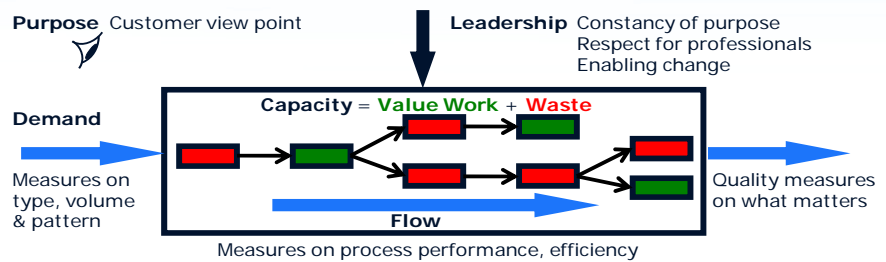 Purpose Customer view point
Leadership Constancy of purpose
Respect for professionals
Enabling change
Capacity = Value Work + Waste
Demand
Measures on
type, volume
& pattern
Flow
Quality measures
on what matters
Measures on process performance, efficiency